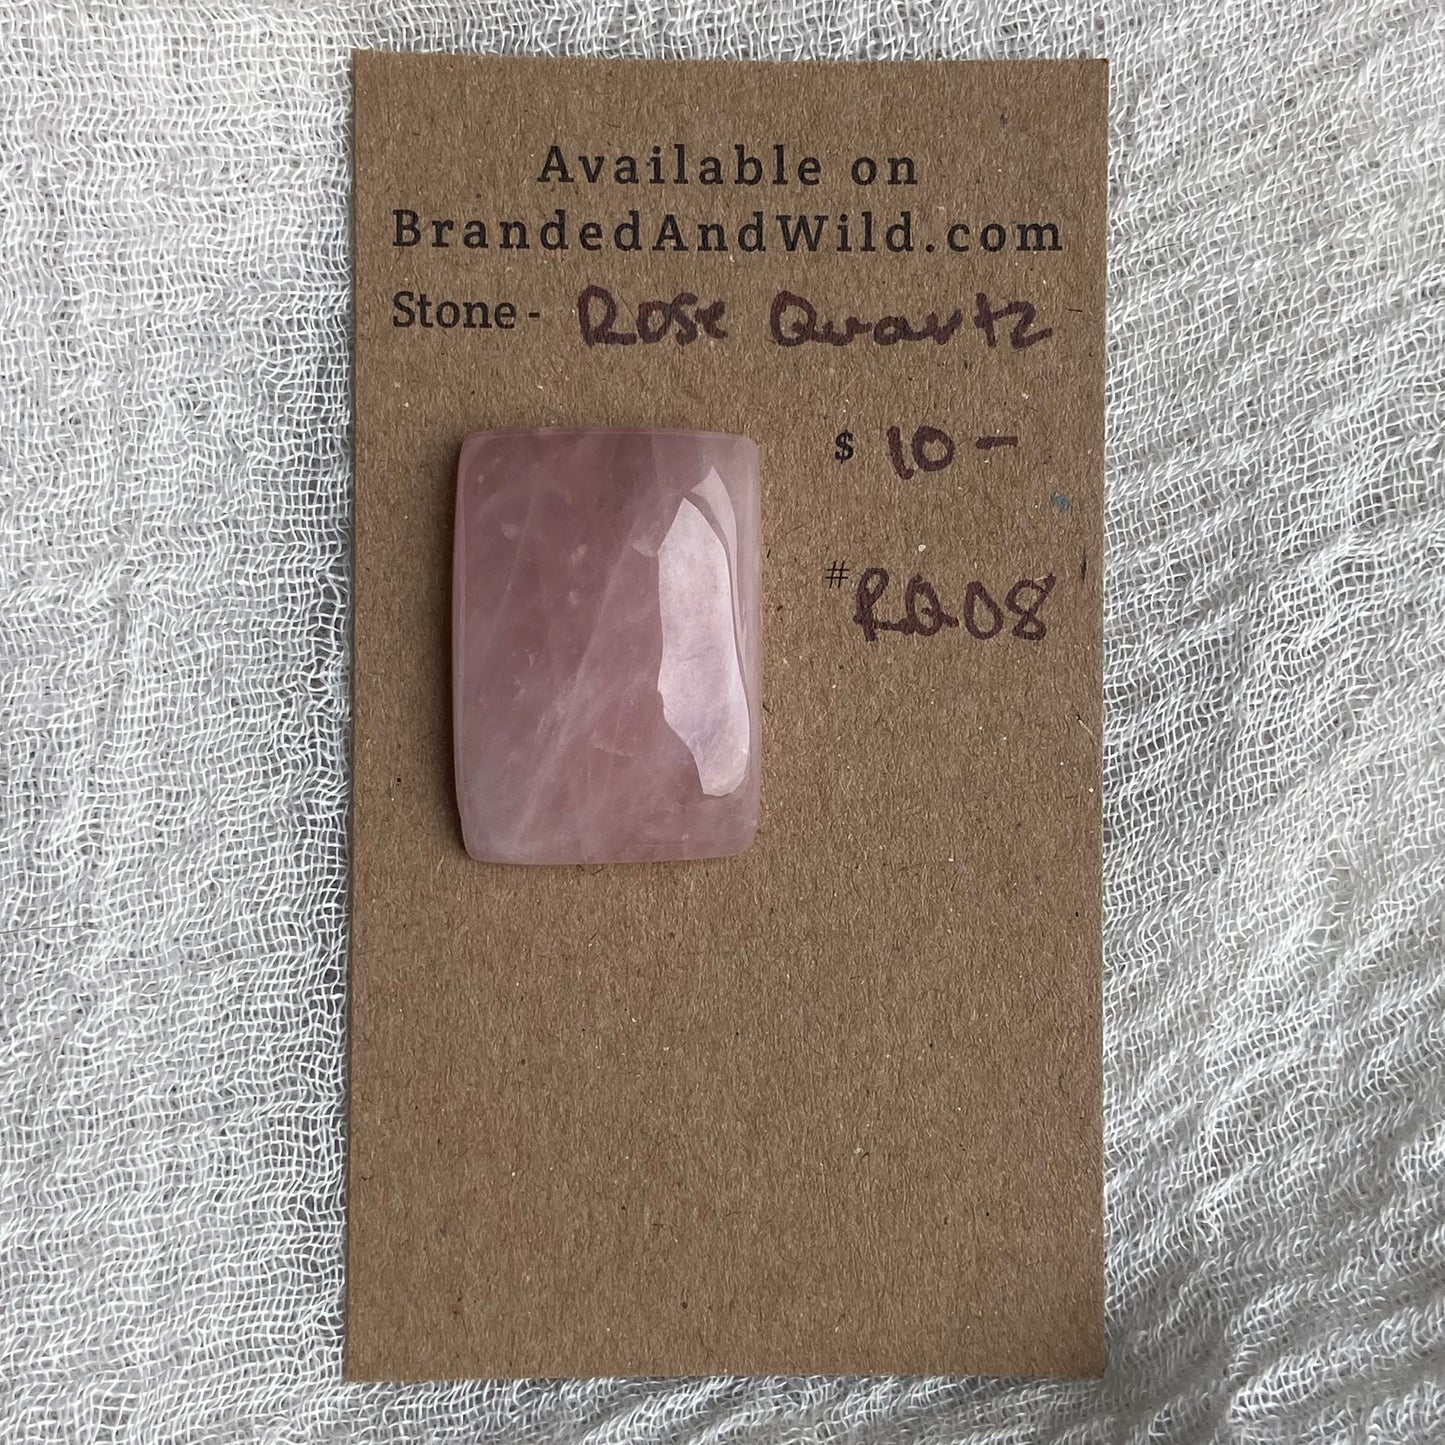 Available on
BrandedAndWild.com
Stone - Rose Quartz
$ 10 -
# RQ08